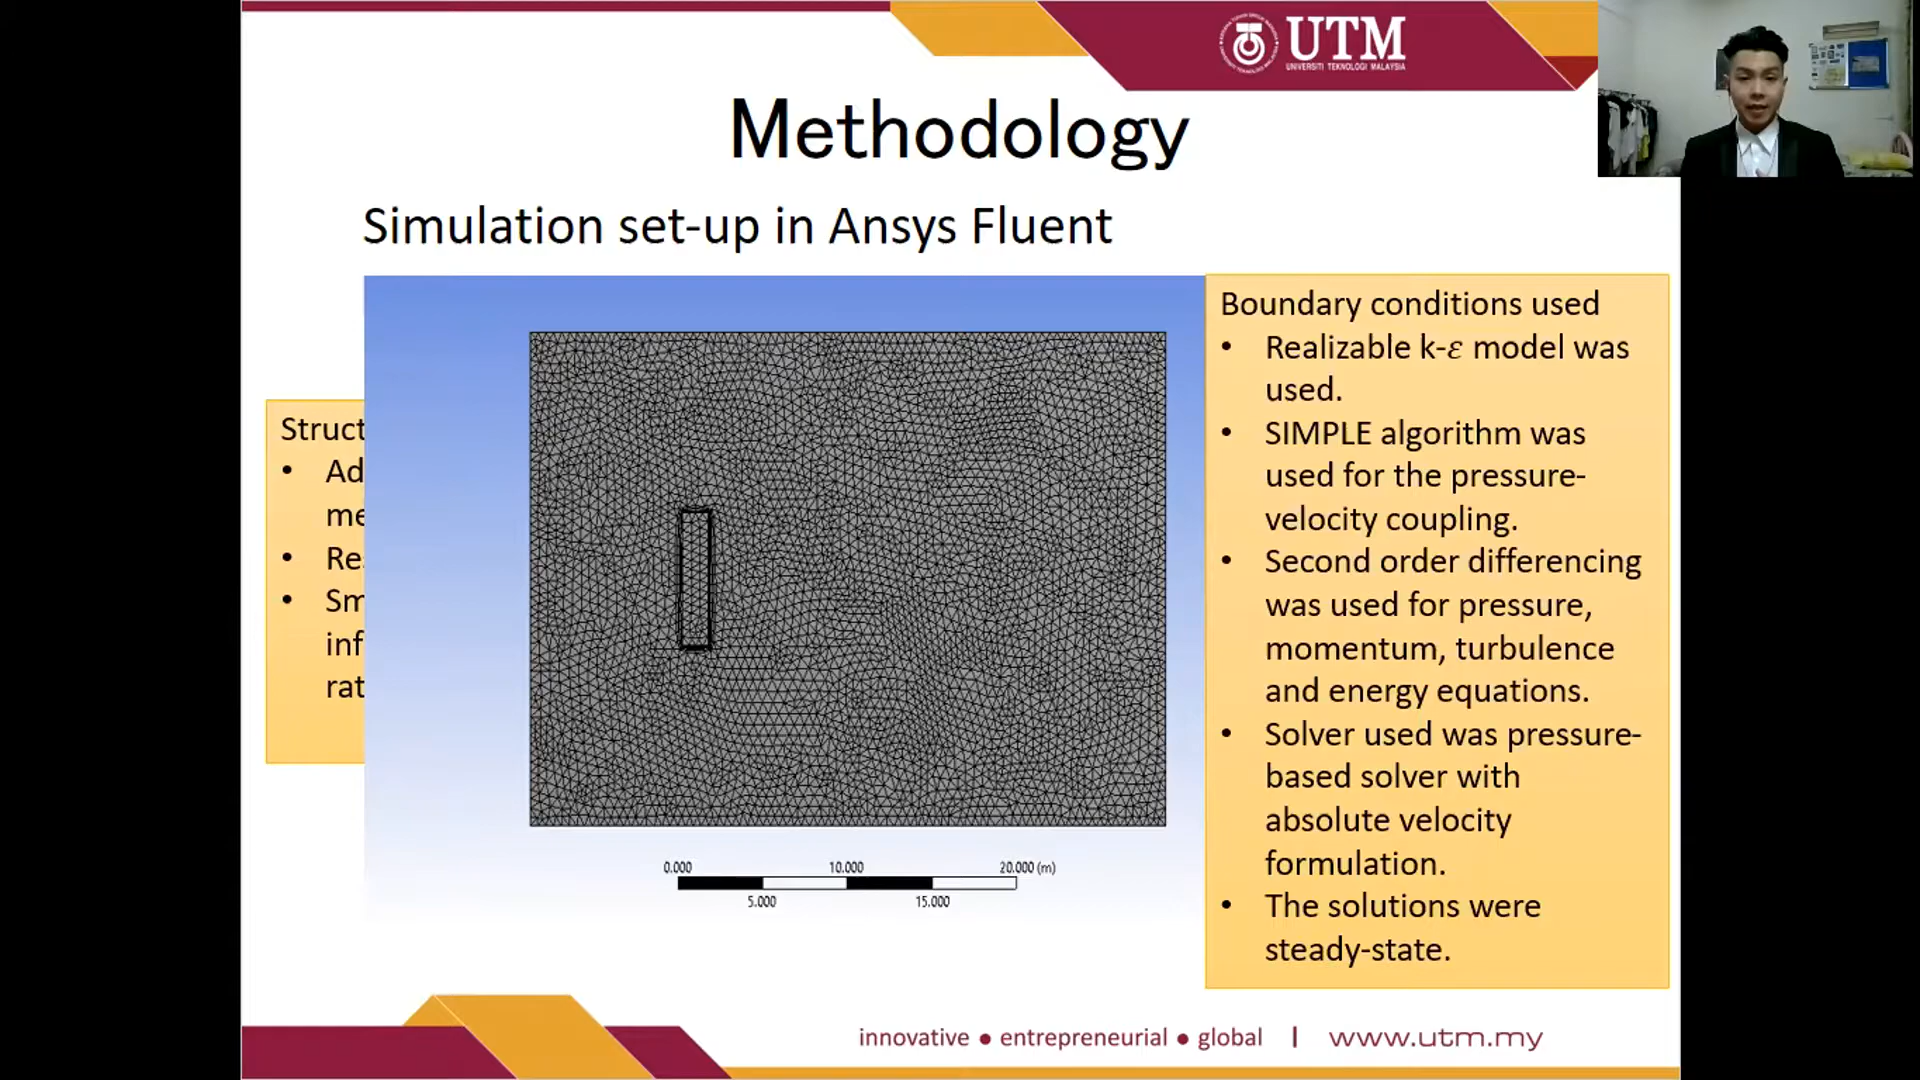 UTM
UNIVERSITI TEKNOLOGI MALAYSIA
Methodology
Simulation set-up in Ansys Fluent
Struct
• Ad
me
• Re
• Sm
inf
rat
0.000 10.000 20.000 (m)
5.000 15.000
Boundary conditions used
• Realizable k-ε model was
used.
• SIMPLE algorithm was
used for the pressure-
velocity coupling.
• Second order differencing
was used for pressure,
momentum, turbulence
and energy equations.
• Solver used was pressure-
based solver with
absolute velocity
formulation.
• The solutions were
steady-state.
innovative ● entrepreneurial ● global | www.utm.my